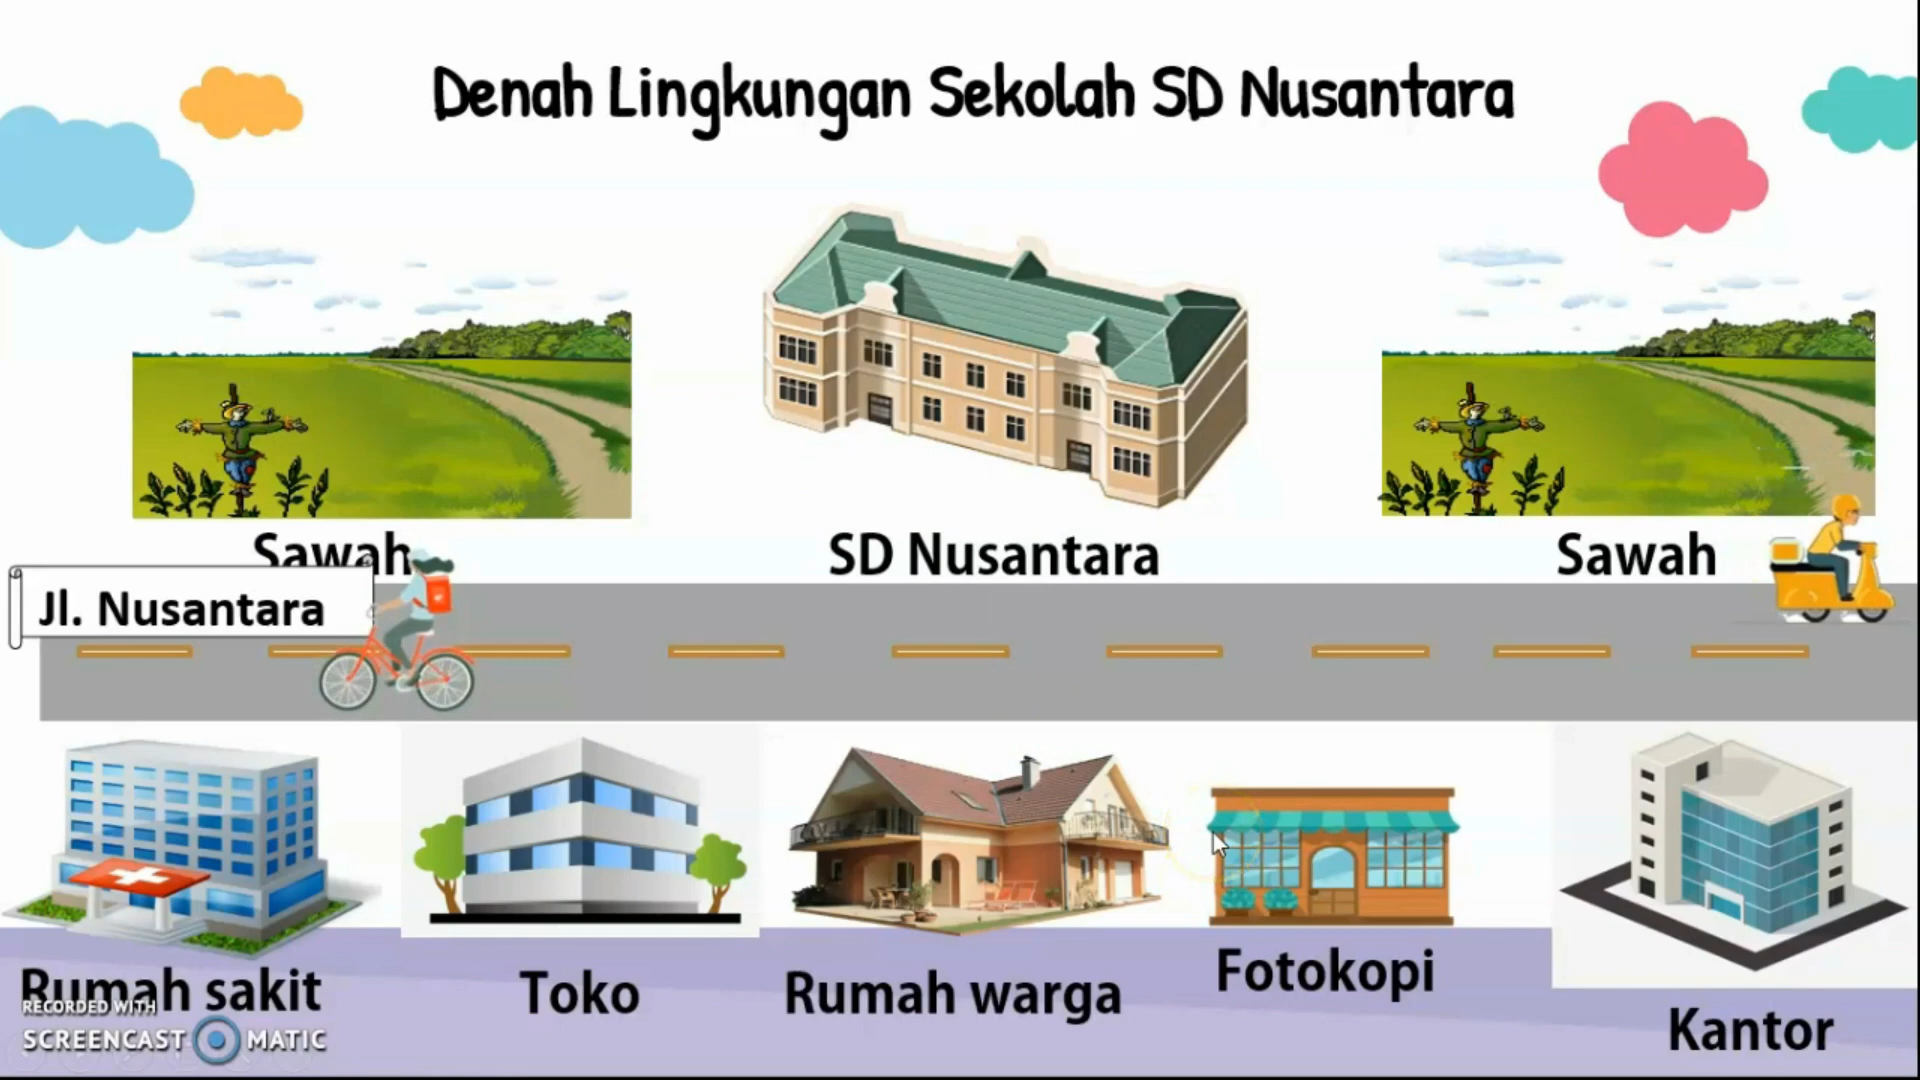 Denah Lingkungan Sekolah SD Nusantara
Sawah
SD Nusantara
Sawah
Jl. Nusantara
Rumah sakit
Toko
Rumah warga
Fotokopi
Kantor
RECORDED WITH
SCREENCAST MATIC